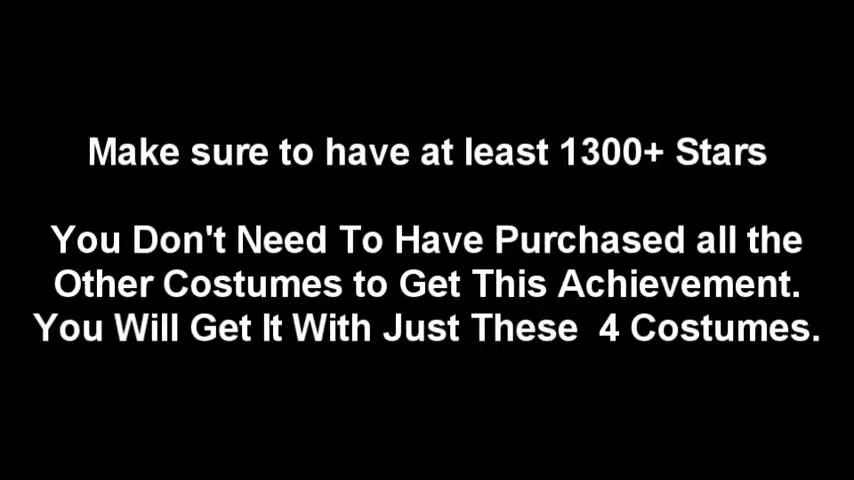 Make sure to have at least 1300+ Stars
You Don't Need To Have Purchased all the
Other Costumes to Get This Achievement.
You Will Get It With Just These  4 Costumes.